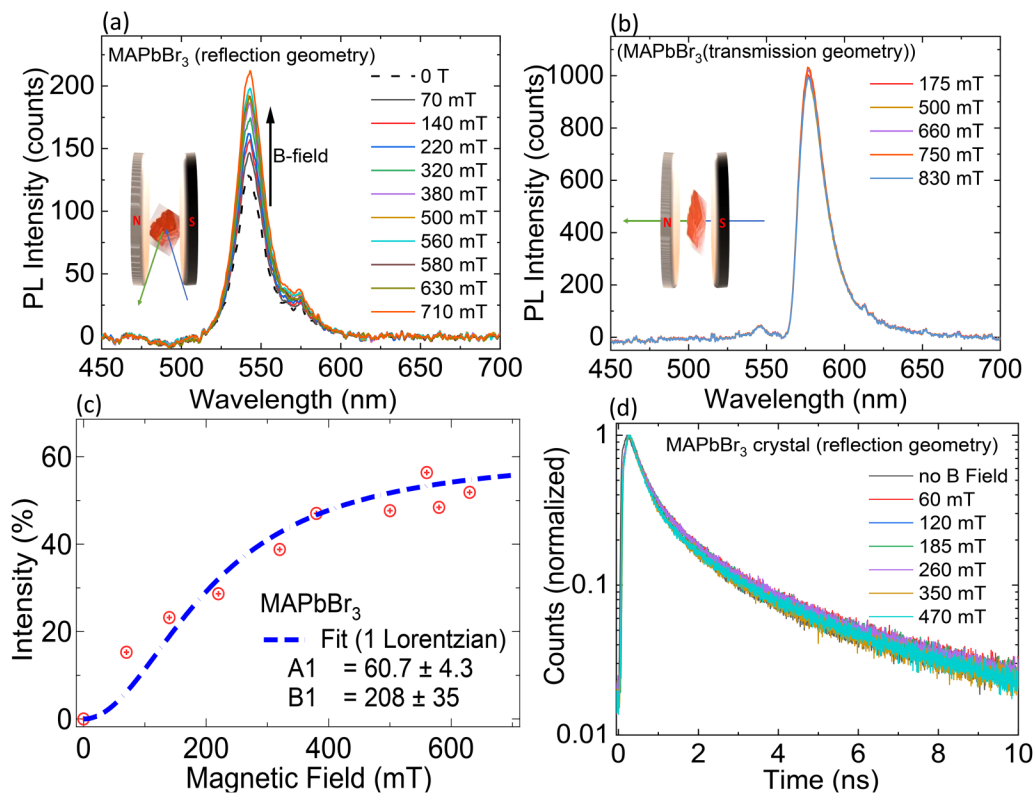 (a)
MAPbBr₃ (reflection geometry)
0 T
70 mT
140 mT
220 mT
320 mT
380 mT
500 mT
560 mT
580 mT
630 mT
710 mT
B-field
N
S
200
150
100
50
0
PL Intensity (counts)
450 500 550 600 650 700
Wavelength (nm)
(b)
(MAPbBr₃(transmission geometry))
175 mT
500 mT
660 mT
750 mT
830 mT
N
S
1000
800
600
400
200
0
PL Intnesity (counts)
450 500 550 600 650 700
Wavelength (nm)
(c)
60
40
20
0
Intensity (%)
MAPbBr₃
Fit (1 Lorentzian)
A1 = 60.7 ± 4.3
B1 = 208 ± 35
0 200 400 600
Magnetic Field (mT)
(d)
MAPbBr₃ crystal (reflection geometry)
no B Field
60 mT
120 mT
185 mT
260 mT
350 mT
470 mT
1
0.1
0.01
Counts (normalized)
0 2 4 6 8 10
Time (ns)